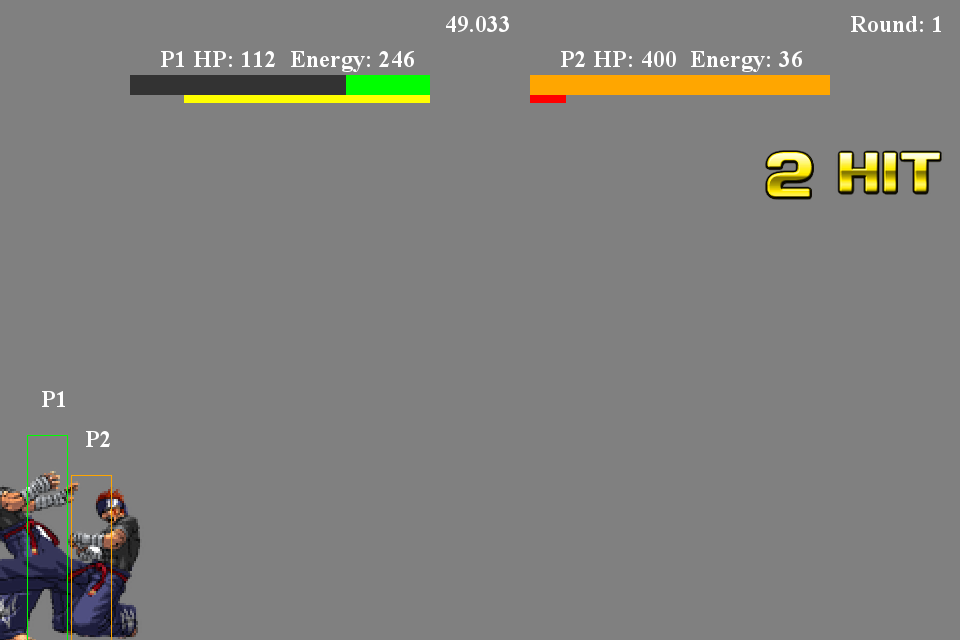 49.033
Round: 1
P1 HP: 112 Energy: 246
P2 HP: 400 Energy: 36
2 HIT
P1
P2